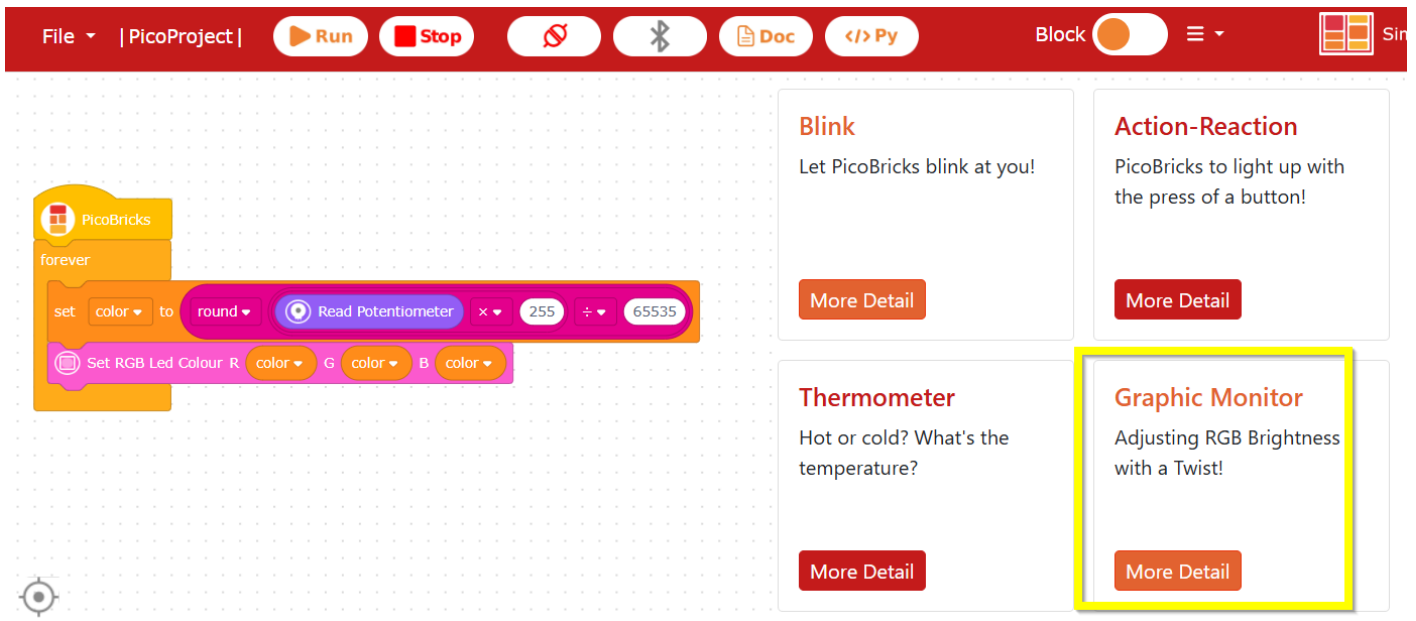 File |PicoProject| Run Stop Doc </> Py Block
PicoBricks
forever
set color to round Read Potentiometer × 255 ÷ 65535
Set RGB Led Colour R color G color B color
Blink
Let PicoBricks blink at you!
More Detail
Action-Reaction
PicoBricks to light up with
the press of a button!
More Detail
Thermometer
Hot or cold? What's the
temperature?
More Detail
Graphic Monitor
Adjusting RGB Brightness
with a Twist!
More Detail